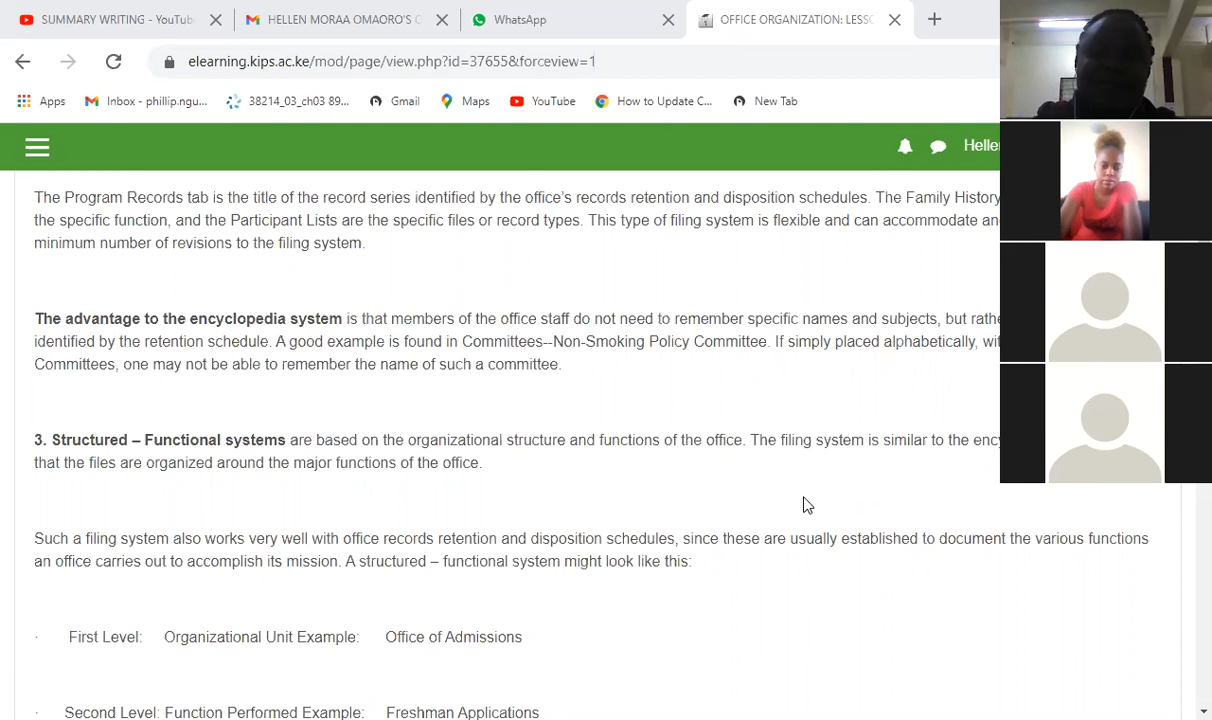 SUMMARY WRITING - YouTub
HELLEN MORAA OMAORO'S
WhatsApp
OFFICE ORGANIZATION: LESSO
elearning.kips.ac.ke/mod/page/view.php?id=37655&forceview=1
Apps
Inbox - phillip.ngu...
38214_03_ch03 89...
Gmail
Maps
YouTube
How to Update C...
New Tab
Helle
The Program Records tab is the title of the record series identified by the office's records retention and disposition schedules. The Family History
the specific function, and the Participant Lists are the specific files or record types. This type of filing system is flexible and can accommodate an
minimum number of revisions to the filing system.
The advantage to the encyclopedia system is that members of the office staff do not need to remember specific names and subjects, but rathe
identified by the retention schedule. A good example is found in Committees--Non-Smoking Policy Committee. If simply placed alphabetically, wit
Committees, one may not be able to remember the name of such a committee.
3. Structured – Functional systems are based on the organizational structure and functions of the office. The filing system is similar to the ency
that the files are organized around the major functions of the office.
Such a filing system also works very well with office records retention and disposition schedules, since these are usually established to document the various functions
an office carries out to accomplish its mission. A structured – functional system might look like this:
· First Level: Organizational Unit Example: Office of Admissions
· Second Level: Function Performed Example: Freshman Applications